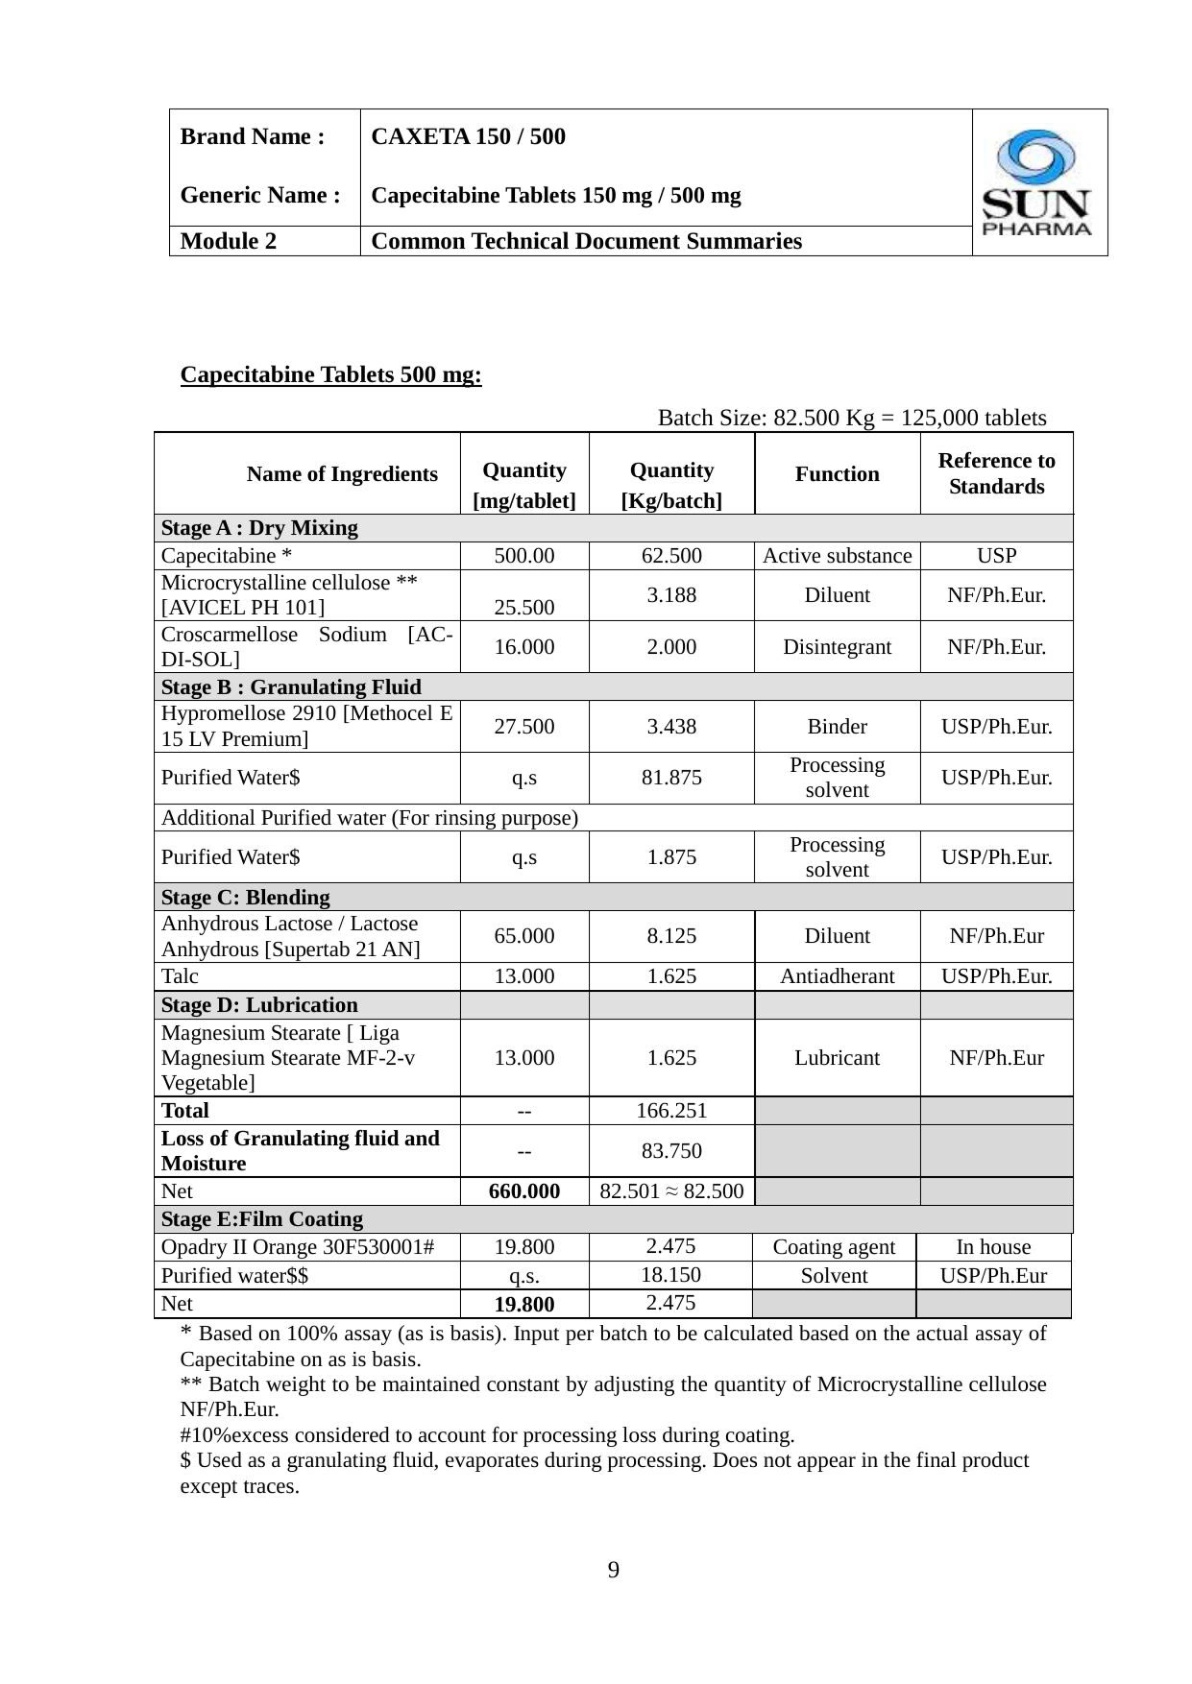 Brand Name :
CAXETA 150 / 500
Generic Name :
Capecitabine Tablets 150 mg / 500 mg
SUN
PHARMA
Module 2
Common Technical Document Summaries
Capecitabine Tablets 500 mg:
Batch Size: 82.500 Kg = 125,000 tablets
Name of Ingredients
Quantity
[mg/tablet]
Quantity
[Kg/batch]
Function
Reference to
Standards
Stage A : Dry Mixing
Capecitabine * 500.00 62.500 Active substance USP
Microcrystalline cellulose **
[AVICEL PH 101] 25.500 3.188 Diluent NF/Ph.Eur.
Croscarmellose Sodium [AC-
DI-SOL] 16.000 2.000 Disintegrant NF/Ph.Eur.
Stage B : Granulating Fluid
Hypromellose 2910 [Methocel E
15 LV Premium] 27.500 3.438 Binder USP/Ph.Eur.
Purified Water$ q.s 81.875 Processing
solvent USP/Ph.Eur.
Additional Purified water (For rinsing purpose)
Purified Water$ q.s 1.875 Processing
solvent USP/Ph.Eur.
Stage C: Blending
Anhydrous Lactose / Lactose
Anhydrous [Supertab 21 AN] 65.000 8.125 Diluent NF/Ph.Eur
Talc 13.000 1.625 Antiadherant USP/Ph.Eur.
Stage D: Lubrication
Magnesium Stearate [ Liga
Magnesium Stearate MF-2-v
Vegetable] 13.000 1.625 Lubricant NF/Ph.Eur
Total -- 166.251
Loss of Granulating fluid and
Moisture -- 83.750
Net 660.000 82.501 ≈ 82.500
Stage E:Film Coating
Opadry II Orange 30F530001# 19.800 2.475 Coating agent In house
Purified water$$ q.s. 18.150 Solvent USP/Ph.Eur
Net 19.800 2.475
* Based on 100% assay (as is basis). Input per batch to be calculated based on the actual assay of
Capecitabine on as is basis.
** Batch weight to be maintained constant by adjusting the quantity of Microcrystalline cellulose
NF/Ph.Eur.
#10%excess considered to account for processing loss during coating.
$ Used as a granulating fluid, evaporates during processing. Does not appear in the final product
except traces.
9